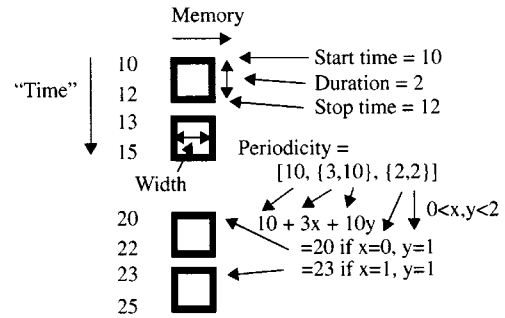 Memory
10
Start time = 10
"Time"
Duration = 2
12
Stop time = 12
13
Periodicity =
15
[10, {3,10}, {2,2}]
Width
0<x,y<2
20
10 + 3x + 10y
22
=20 if x=0, y=1
23
=23 if x=1, y=1
25